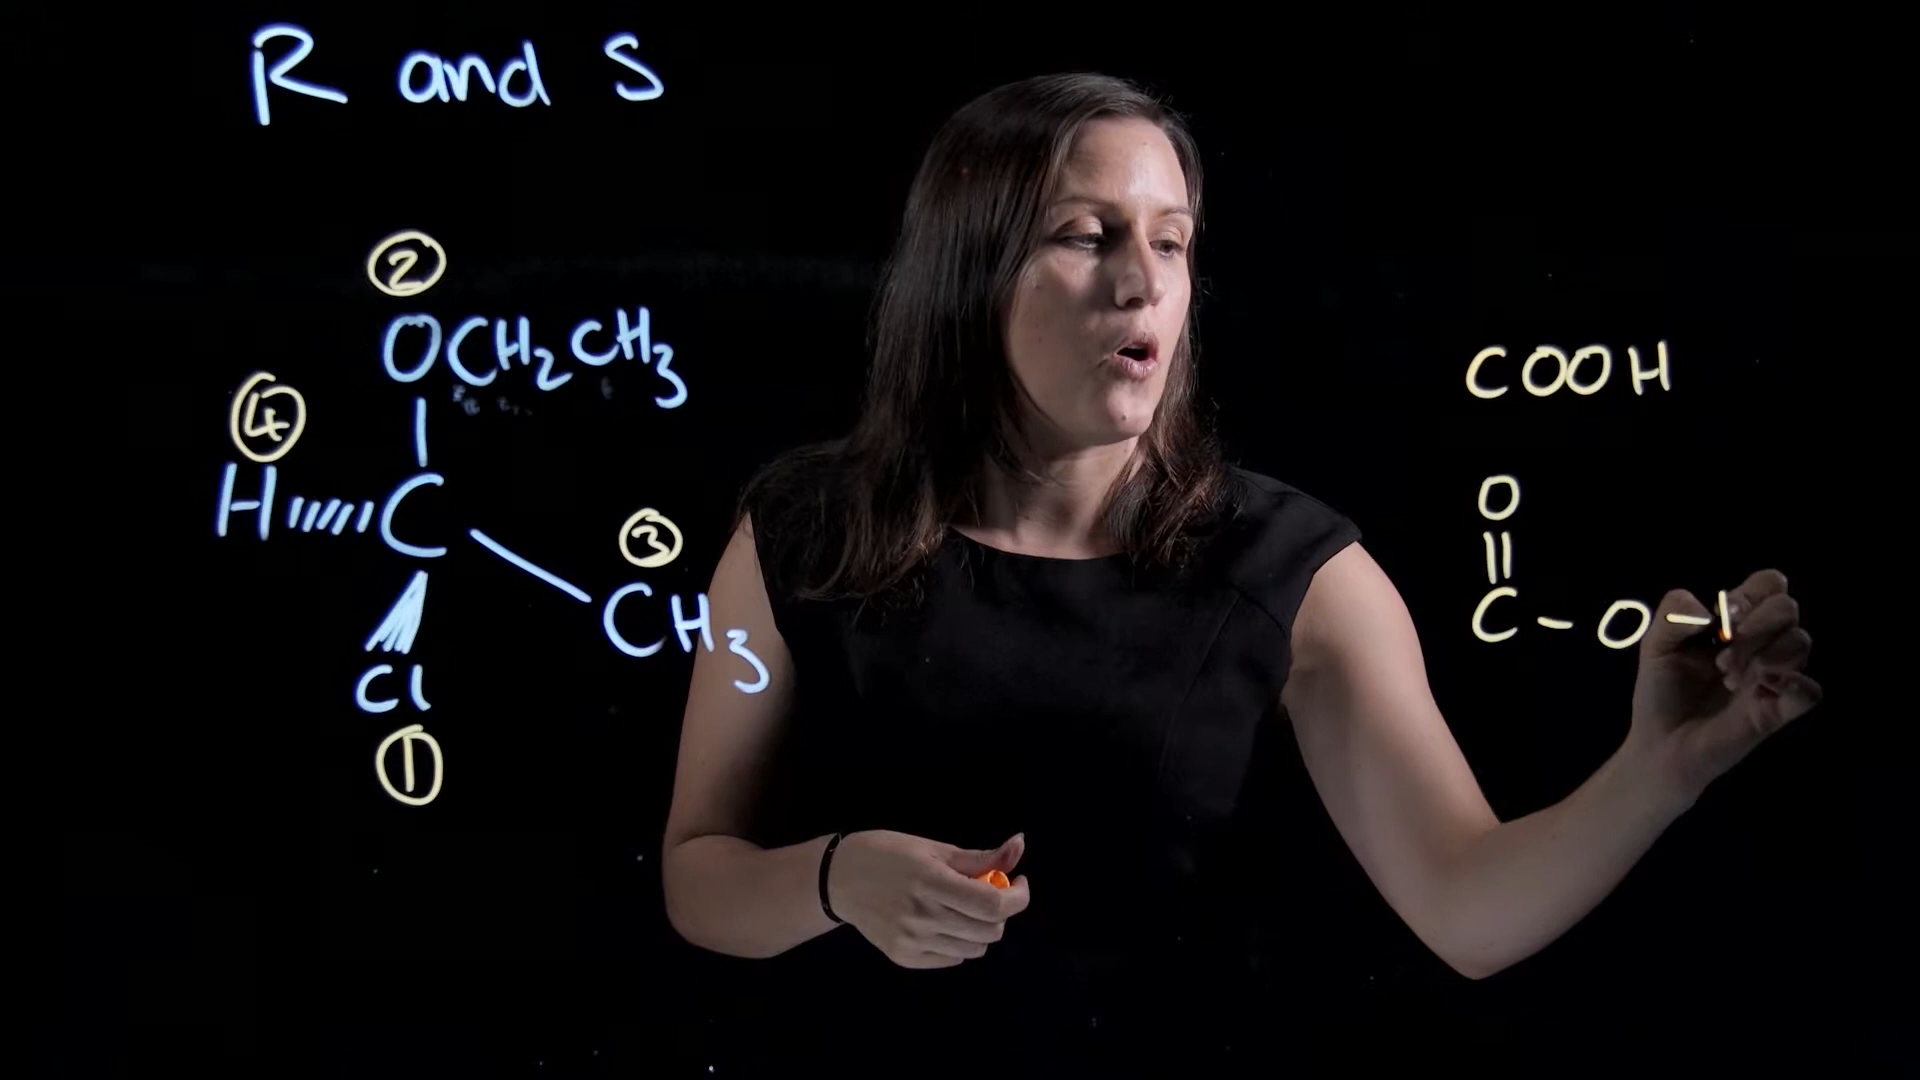 R and S
②
OCH₂CH₃
④
H C
③
CH₃
Cl
①
COOH
O
C - O -